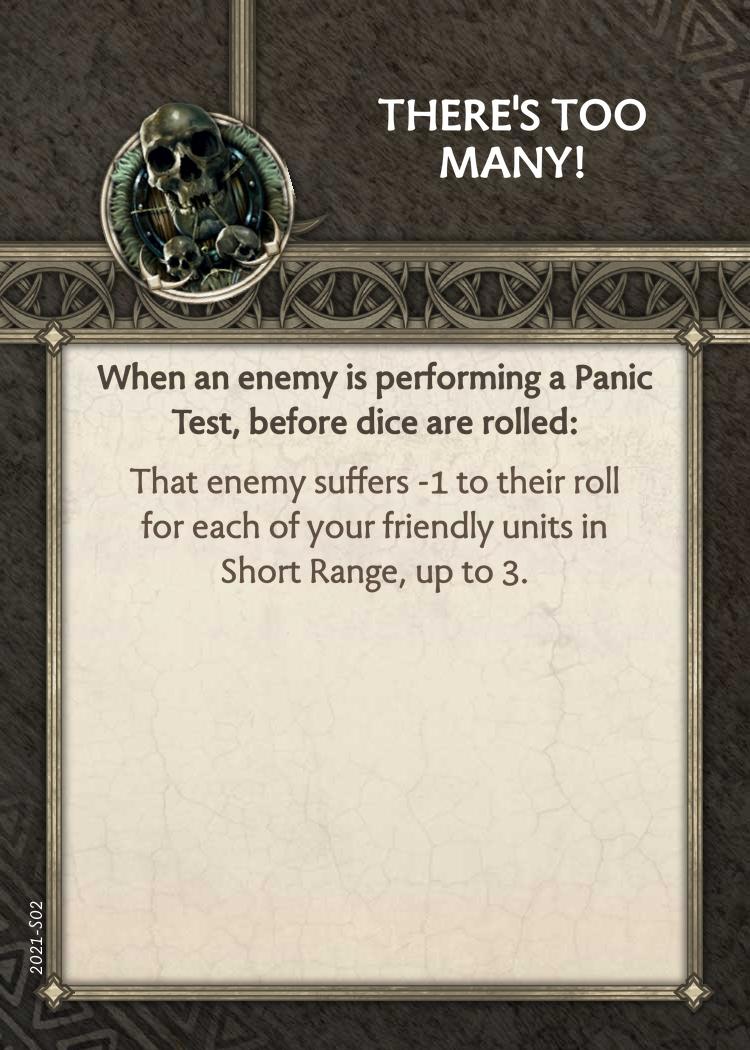 THERE'S TOO
MANY!
When an enemy is performing a Panic
Test, before dice are rolled:
That enemy suffers -1 to their roll
for each of your friendly units in
Short Range, up to 3.
2021-S02